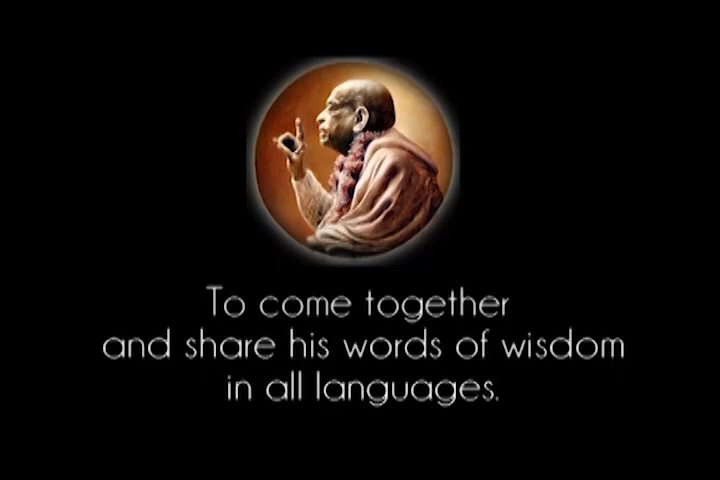 To come together
and share his words of wisdom
in all languages.